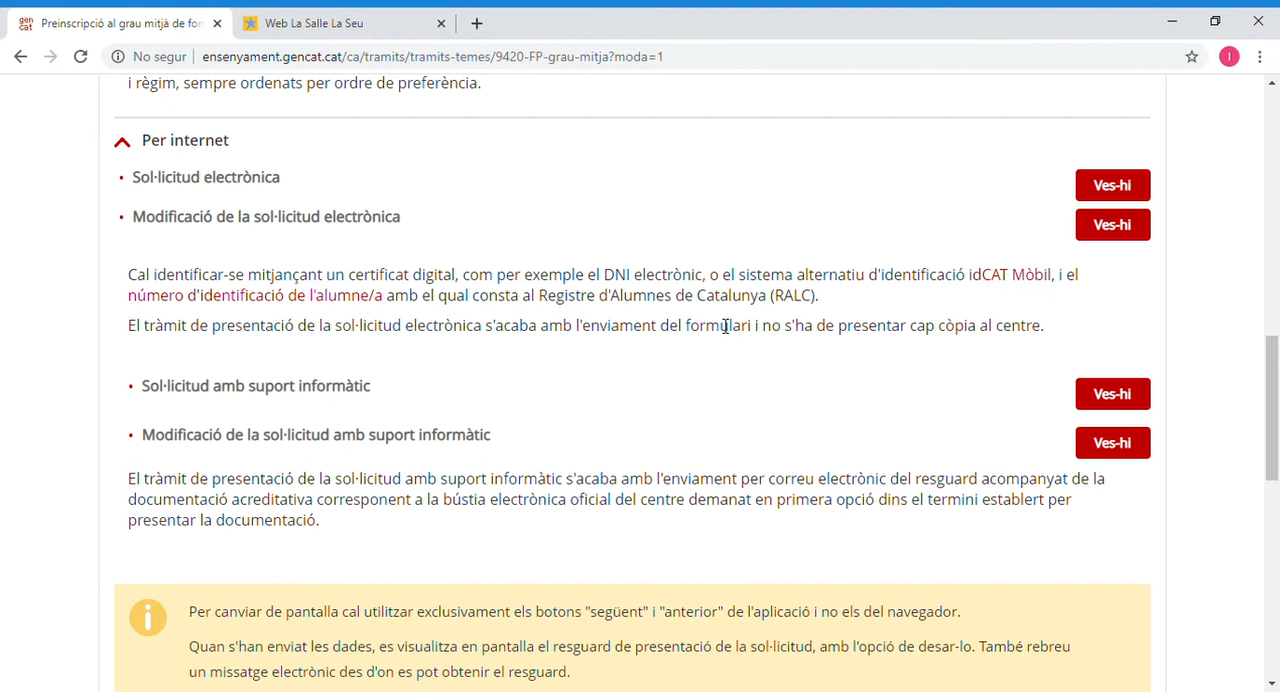 gen
cat
Preinscripció al grau mitjà de for
Web La Salle La Seu
No segur
ensenyament.gencat.cat/ca/tramits/tramits-temes/9420-FP-grau-mitja?moda=1
I
i règim, sempre ordenats per ordre de preferència.
Per internet
Sol·licitud electrònica
Ves-hi
Modificació de la sol·licitud electrònica
Ves-hi
Cal identificar-se mitjançant un certificat digital, com per exemple el DNI electrònic, o el sistema alternatiu d'identificació idCAT Mòbil, i el
número d'identificació de l'alumne/a amb el qual consta al Registre d'Alumnes de Catalunya (RALC).
El tràmit de presentació de la sol·licitud electrònica s'acaba amb l'enviament del formulari i no s'ha de presentar cap còpia al centre.
Sol·licitud amb suport informàtic
Ves-hi
Modificació de la sol·licitud amb suport informàtic
Ves-hi
El tràmit de presentació de la sol·licitud amb suport informàtic s'acaba amb l'enviament per correu electrònic del resguard acompanyat de la
documentació acreditativa corresponent a la bústia electrònica oficial del centre demanat en primera opció dins el termini establert per
presentar la documentació.
Per canviar de pantalla cal utilitzar exclusivament els botons "següent" i "anterior" de l'aplicació i no els del navegador.
Quan s'han enviat les dades, es visualitza en pantalla el resguard de presentació de la sol·licitud, amb l'opció de desar-lo. També rebreu
un missatge electrònic des d'on es pot obtenir el resguard.